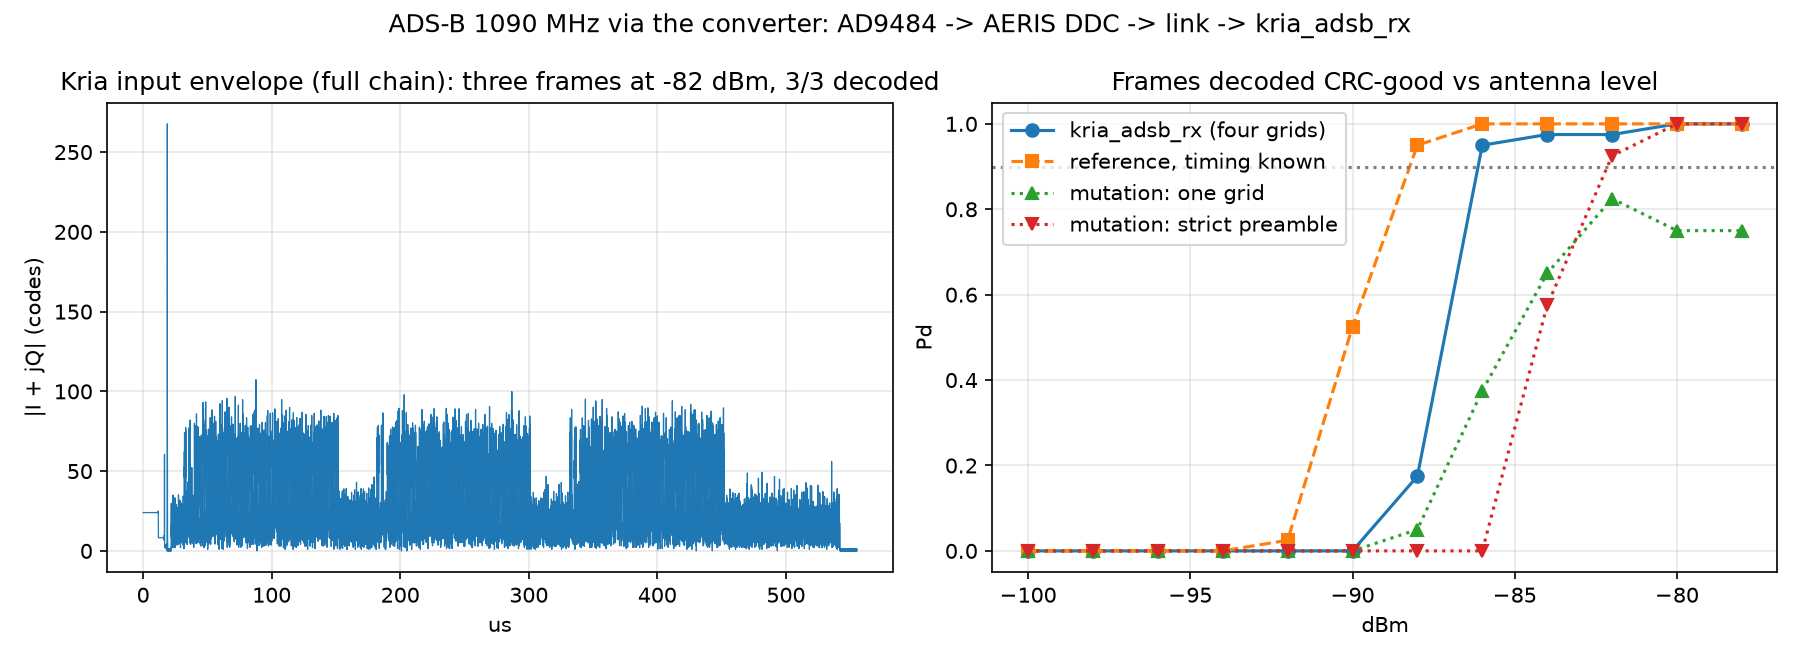 ADS-B 1090 MHz via the converter: AD9484 -> AERIS DDC -> link -> kria_adsb_rx
Kria input envelope (full chain): three frames at -82 dBm, 3/3 decoded
|I + jQ| (codes)
250
200
150
100
50
0
0 100 200 300 400 500
us
Frames decoded CRC-good vs antenna level
kria_adsb_rx (four grids)
reference, timing known
mutation: one grid
mutation: strict preamble
Pd
1.0
0.8
0.6
0.4
0.2
0.0
−100 −95 −90 −85 −80
dBm